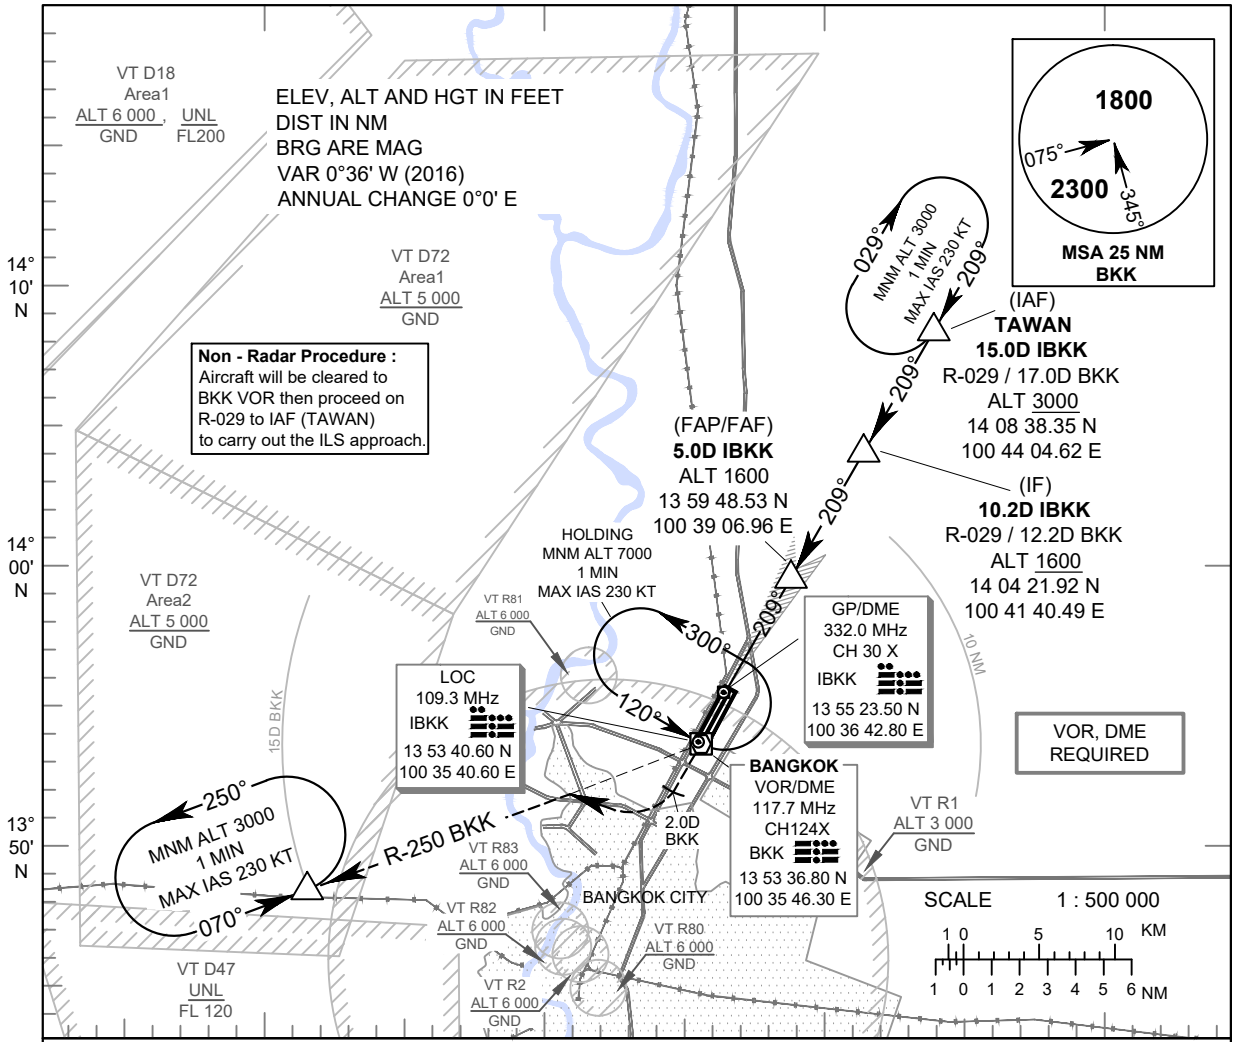 VT D18
Area1
ALT 6 000 , UNL
GND FL200
ELEV, ALT AND HGT IN FEET
DIST IN NM
BRG ARE MAG
VAR 0°36' W (2016)
ANNUAL CHANGE 0°0' E
1800
075°
2300
345°
MSA 25 NM
BKK
029°
MNM ALT 3000
1 MIN
MAX IAS 230 KT
209°
14°
10'
N
VT D72
Area1
ALT 5 000
GND
(IAF)
TAWAN
15.0D IBKK
R-029 / 17.0D BKK
ALT 3000
14 08 38.35 N
100 44 04.62 E
209°
Non - Radar Procedure :
Aircraft will be cleared to
BKK VOR then proceed on
R-029 to IAF (TAWAN)
to carry out the ILS approach.
(FAP/FAF)
5.0D IBKK
ALT 1600
13 59 48.53 N
100 39 06.96 E
209°
(IF)
10.2D IBKK
R-029 / 12.2D BKK
ALT 1600
14 04 21.92 N
100 41 40.49 E
HOLDING
MNM ALT 7000
1 MIN
MAX IAS 230 KT
14°
00'
N
VT D72
Area2
ALT 5 000
GND
VT R81
ALT 6 000
GND
300°
209°
120°
GP/DME
332.0 MHz
CH 30 X
IBKK
13 55 23.50 N
100 36 42.80 E
10 NM
LOC
109.3 MHz
IBKK
13 53 40.60 N
100 35 40.60 E
15D BKK
VOR, DME
REQUIRED
BANGKOK
VOR/DME
117.7 MHz
CH124X
BKK
13 53 36.80 N
100 35 46.30 E
2.0D
BKK
VT R1
ALT 3 000
GND
13°
50'
N
250°
MNM ALT 3000
1 MIN
MAX IAS 230 KT
070°
R-250 BKK
VT R83
ALT 6 000
GND
BANGKOK CITY
VT R82
ALT 6 000
GND
VT R80
ALT 6 000
GND
VT R2
ALT 6 000
GND
VT D47
UNL
FL 120
SCALE 1 : 500 000
1 0 5 10 KM
1 0 1 2 3 4 5 6 NM